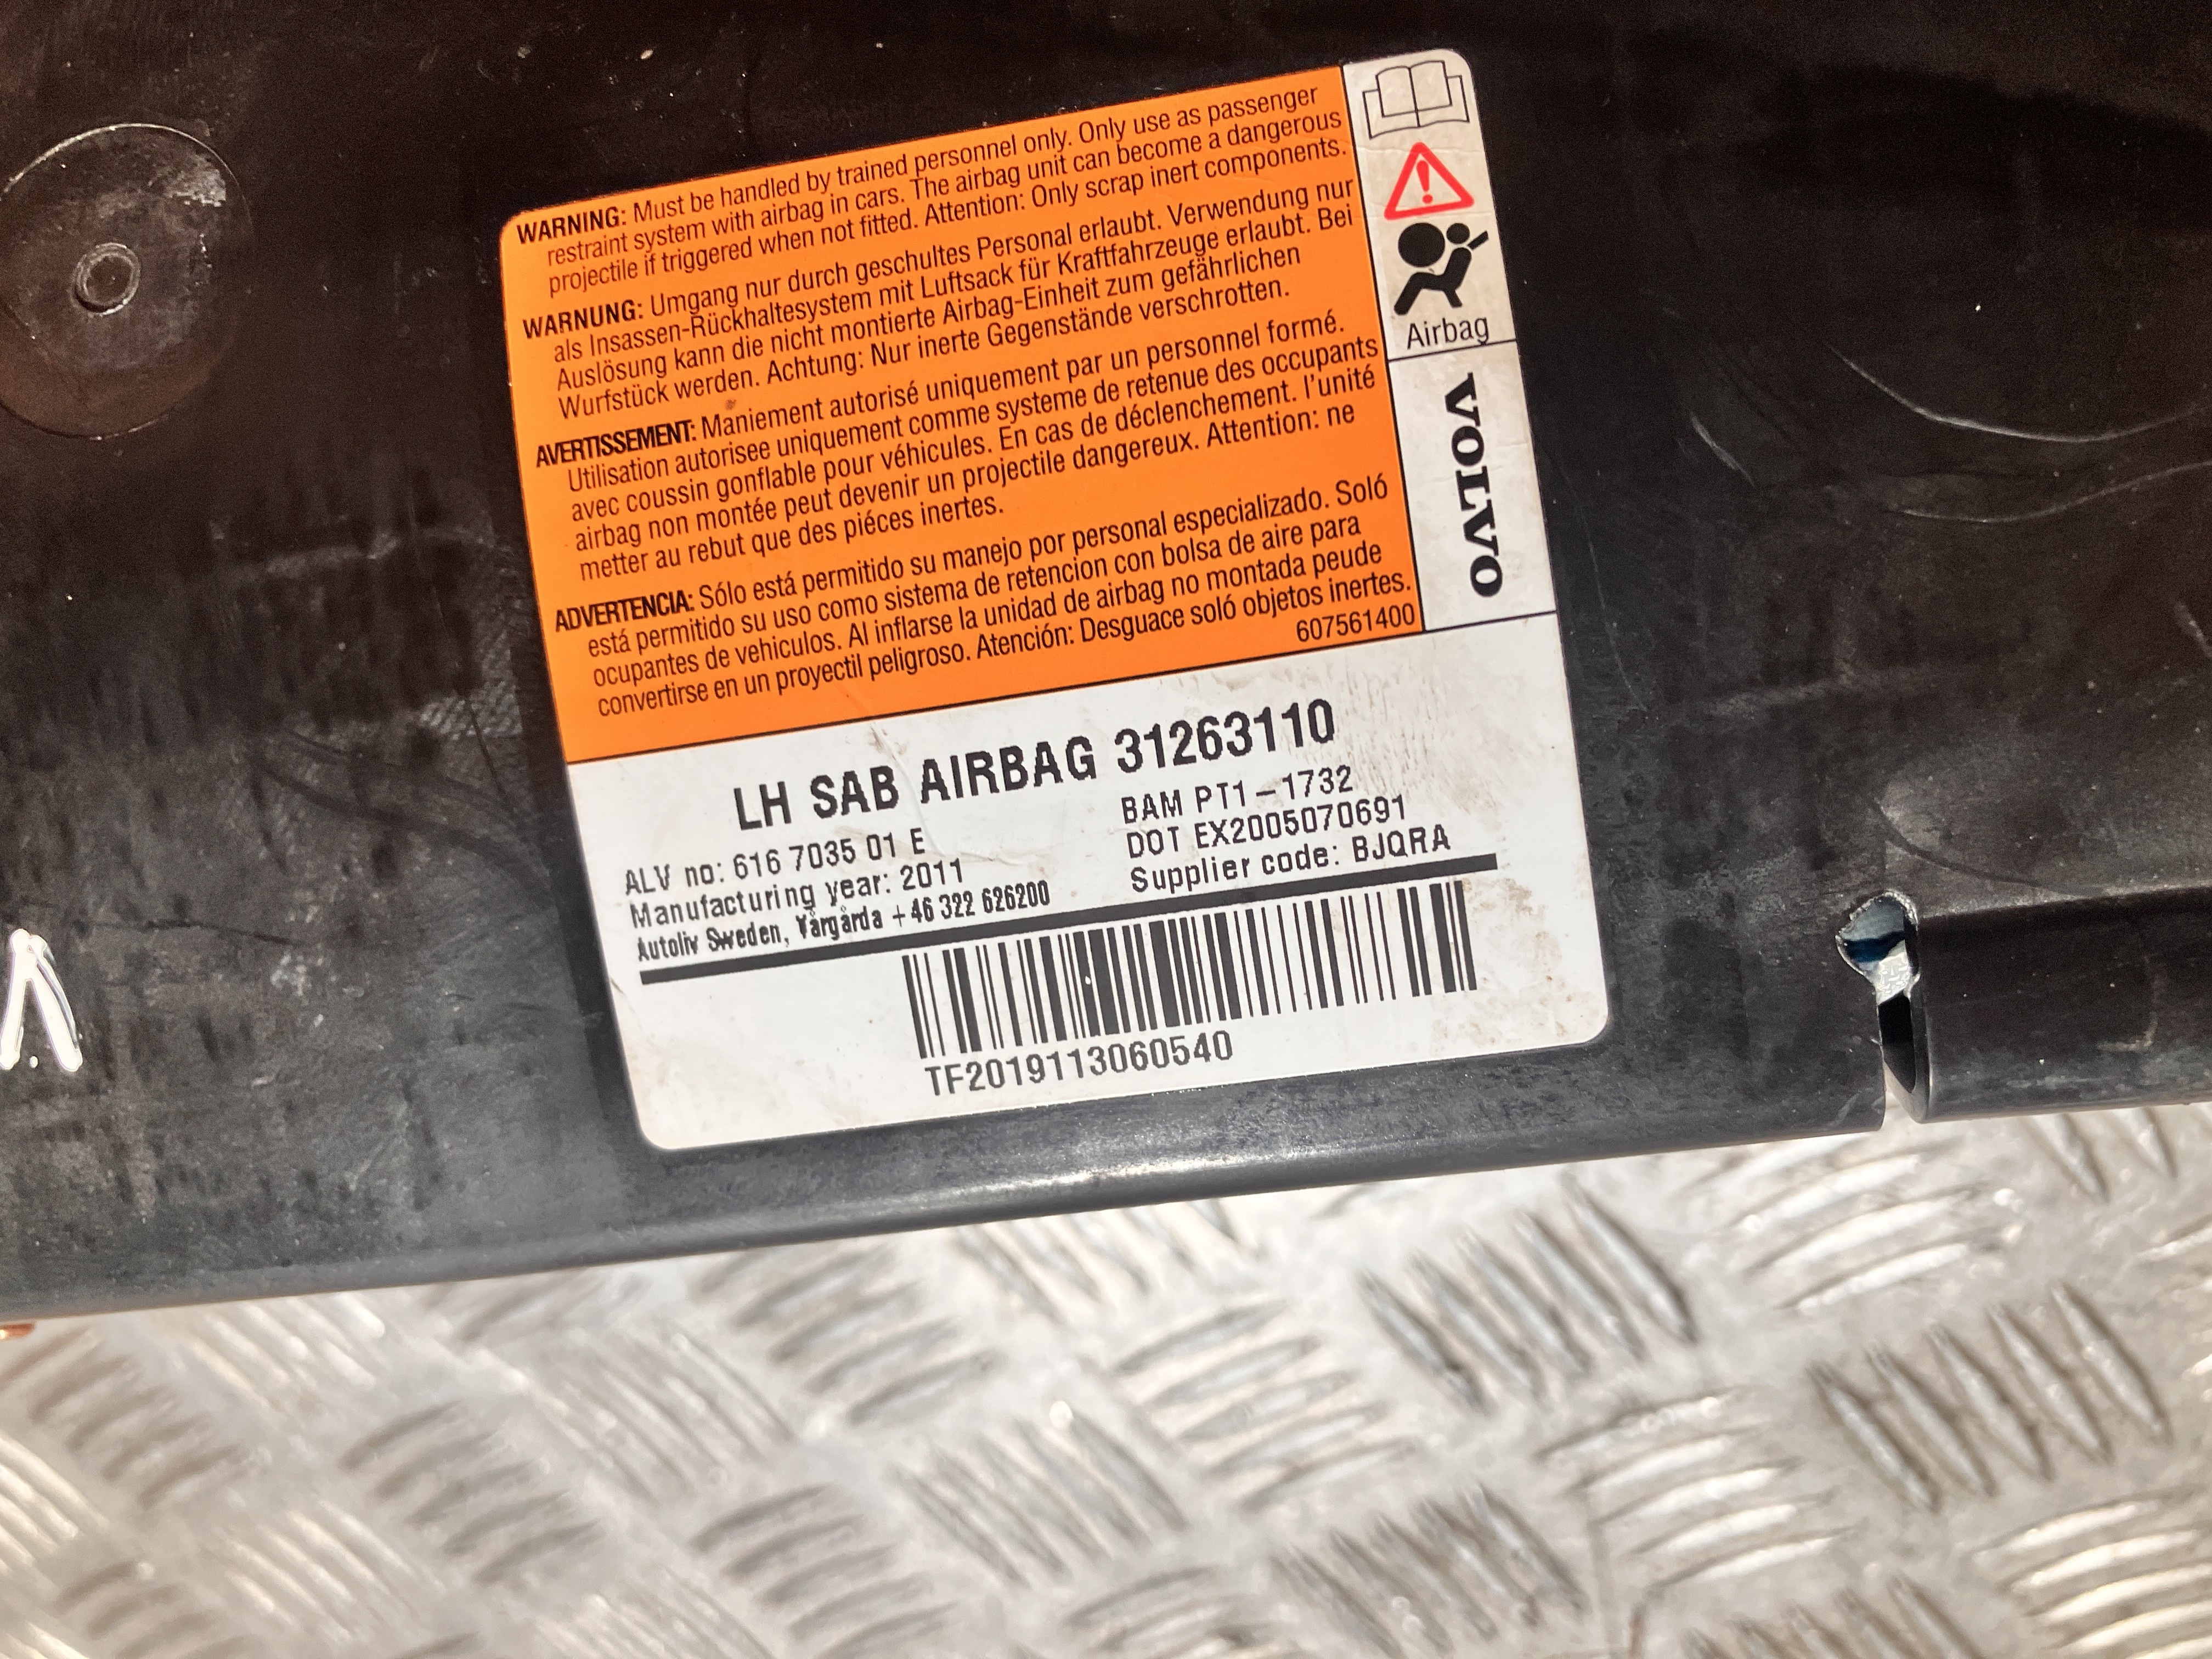 WARNING: Must be handled by trained personnel only. Only use as passenger
restraint system with airbag in cars. The airbag unit can become a dangerous
projectile if triggered when not fitted. Attention: Only scrap inert components.
WARNUNG: Umgang nur durch geschultes Personal erlaubt. Verwendung nur
als Insassen-Rückhaltesystem mit Luftsack für Kraftfahrzeuge erlaubt. Bei
Auslösung kann die nicht montierte Airbag-Einheit zum gefährlichen
Wurfstück werden. Achtung: Nur inerte Gegenstände verschrotten.
AVERTISSEMENT: Maniement autorisé uniquement par un personnel formé.
Utilisation autorisee uniquement comme systeme de retenue des occupants
avec coussin gonflable pour véhicules. En cas de déclenchement. l'unité
airbag non montée peut devenir un projectile dangereux. Attention: ne
metter au rebut que des piéces inertes.
ADVERTENCIA: Sólo está permitido su manejo por personal especializado. Soló
está permitido su uso como sistema de retencion con bolsa de aire para
ocupantes de vehiculos. Al inflarse la unidad de airbag no montada peude
convertirse en un proyectil peligroso. Atención: Desguace soló objetos inertes.
607561400
Airbag
VOLVO
LH SAB AIRBAG 31263110
ALV no: 616 7035 01 E
Manufacturing year: 2011
Autoliv Sweden, Vårgårda +46 322 626200
BAM PT1-1732
DOT EX2005070691
Supplier code: BJQRA
TF2019113060540